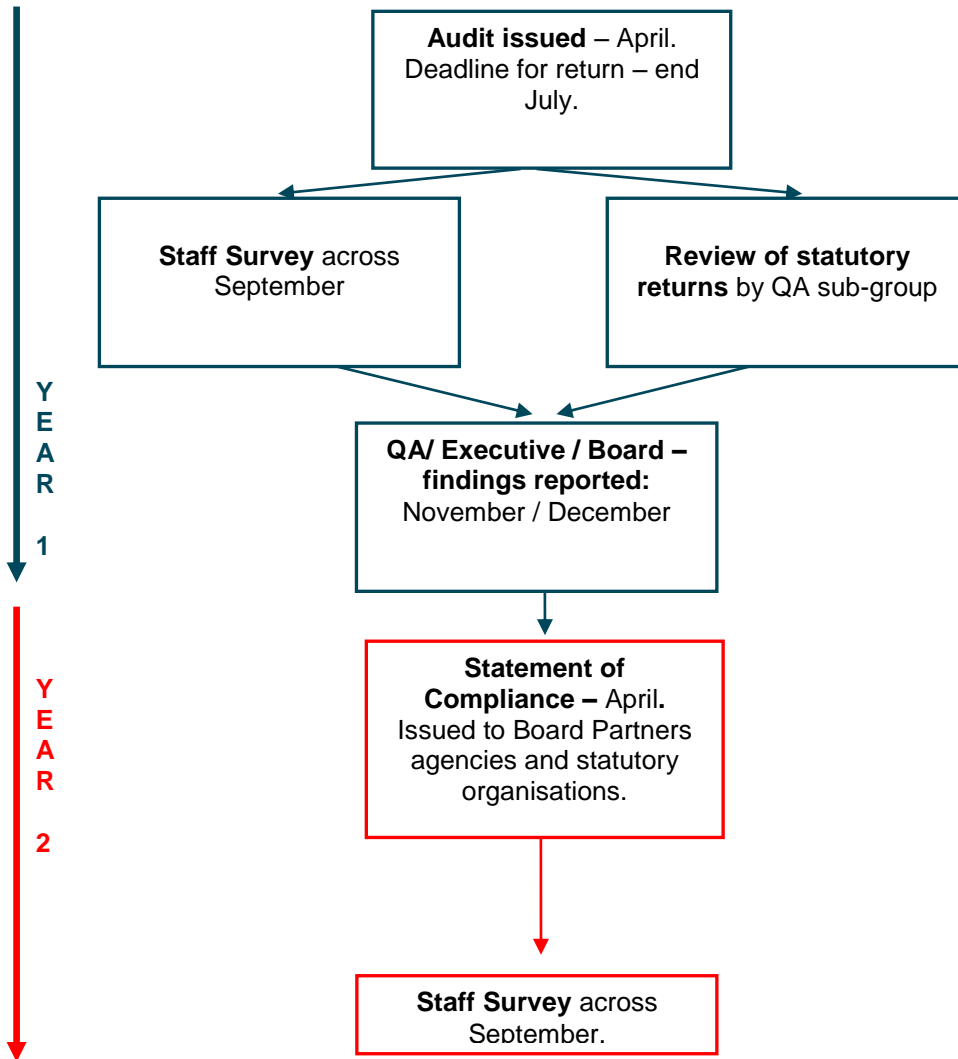 Audit issued – April.
Deadline for return – end
July.
Staff Survey across
September
Review of statutory
returns by QA sub-group
Y
E
A
R
1
QA/ Executive / Board –
findings reported:
November / December
Y
E
A
R
2
Statement of
Compliance – April.
Issued to Board Partners
agencies and statutory
organisations.
Staff Survey across
September.